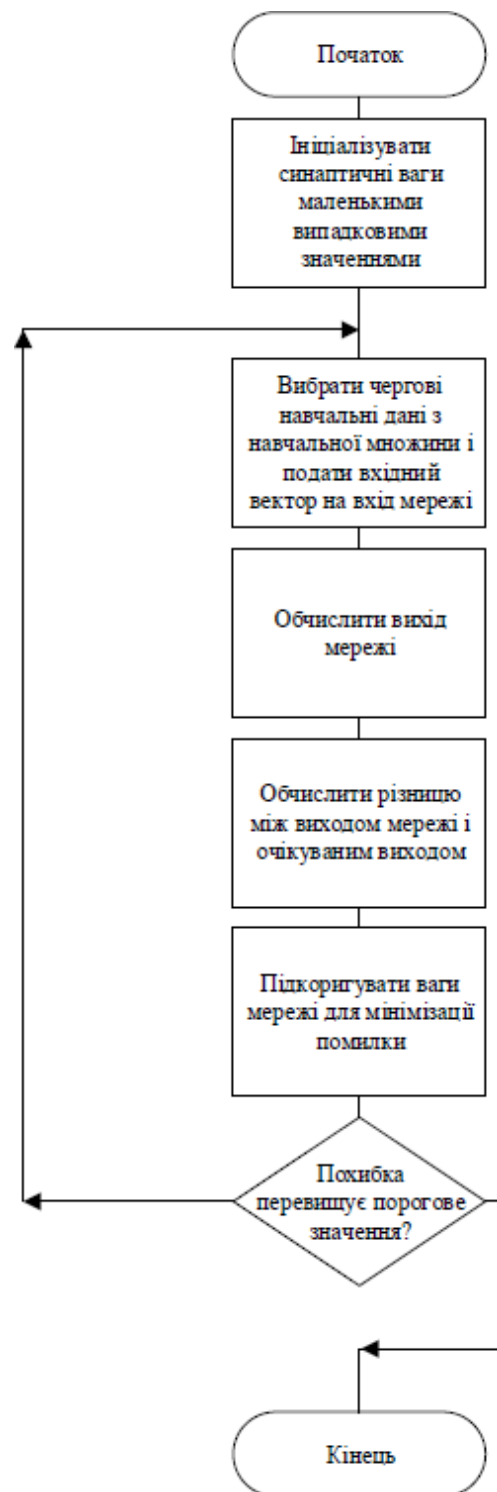 Початок
Ініціалізувати
синаптичні ваги
маленькими
випадковими
значеннями
Вибрати чергові
навчальні дані з
навчальної множини і
подати вхідний
вектор на вхід мережі
Обчислити вихід
мережі
Обчислити різницю
між виходом мережі і
очікуваним виходом
Підкоригувати ваги
мережі для мінімізації
помилки
Похибка
перевищує порогове
значення?
Кінець